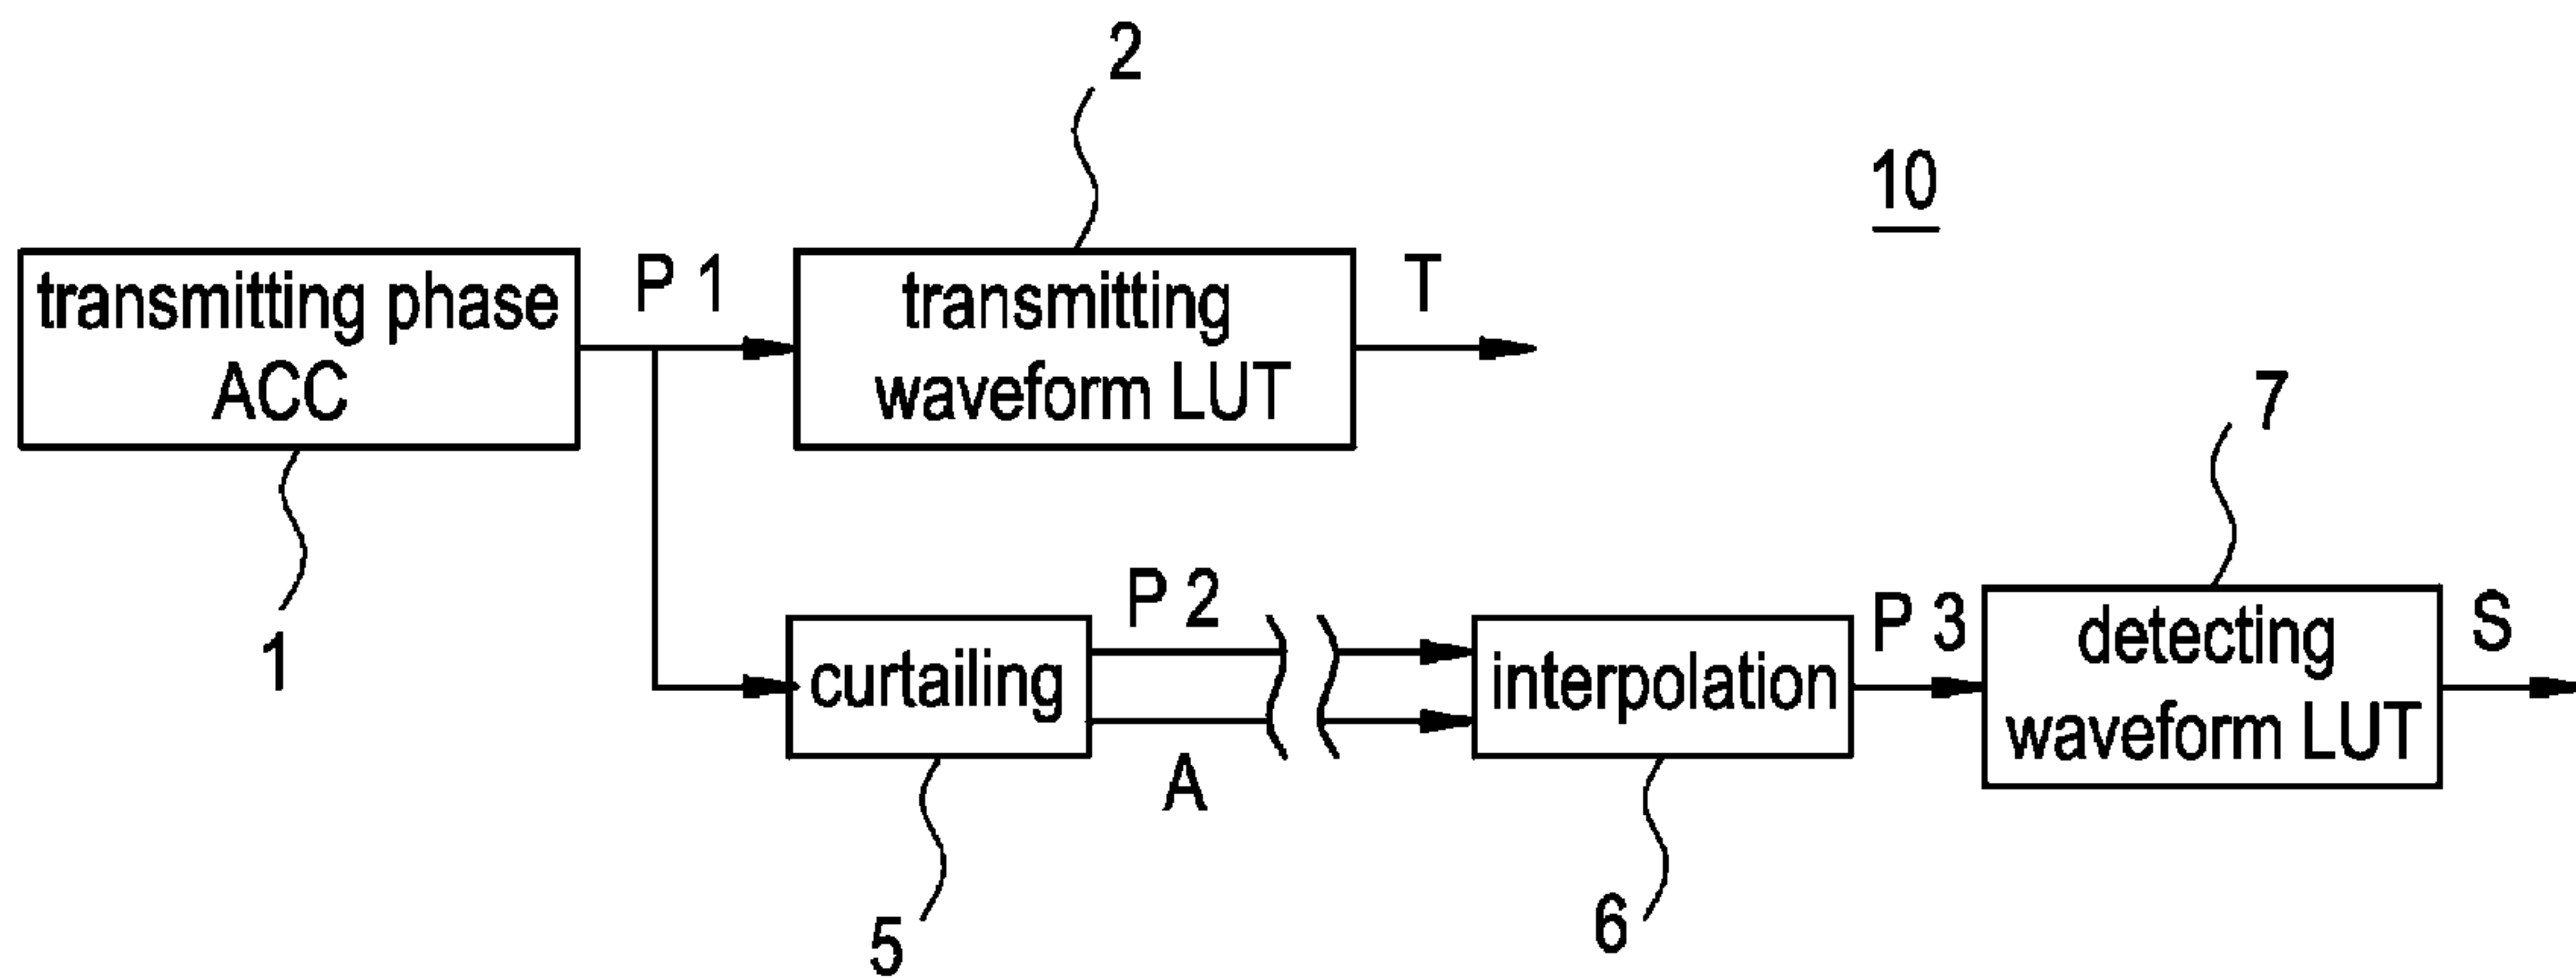 2
10
transmitting phase
ACC
P 1
transmitting
waveform LUT
T
7
1
curtailing
P 2
A
interpolation
P 3
detecting
waveform LUT
S
5
6